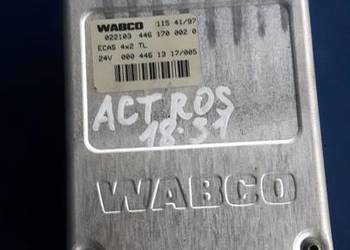 WABCO 115 41/97
022103 446 170 002 0
ECAS 4x2 TL
24V 000 446 13 17/005
ACTROS
18.31
WABCO